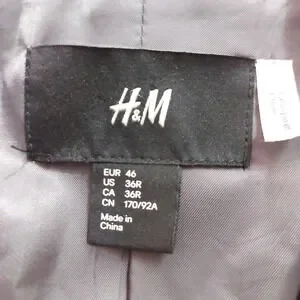 H&M
EUR 46
US 36R
CA 36R
CN 170/92A
Made in
China